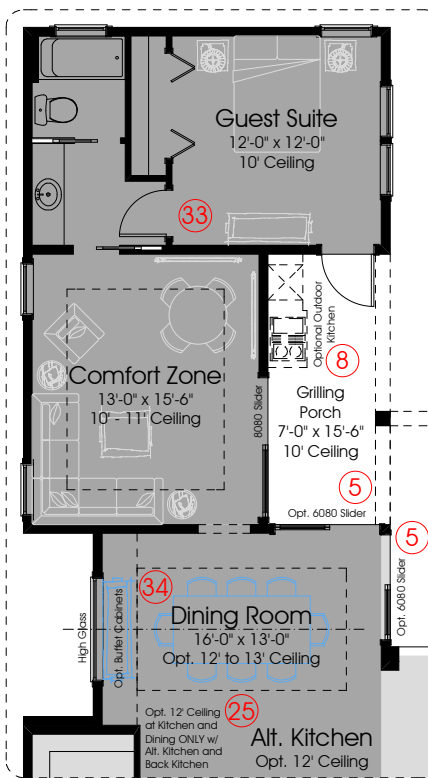 Guest Suite
12'-0" x 12'-0"
10' Ceiling
33
Optional Outdoor
Kitchen
8
Comfort Zone
13'-0" x 15'-6"
10' - 11' Ceiling
8080 Slider
Grilling
Porch
7'-0" x 15'-6"
10' Ceiling
5
Opt. 6080 Slider
5
Opt. 6080 Slider
High Glass
Opt. Buffet Cabinets
34
Dining Room
16'-0" x 13'-0"
Opt. 12' to 13' Ceiling
25
Opt. 12' Ceiling
at Kitchen and
Dining ONLY w/
Alt. Kitchen and
Back Kitchen
Alt. Kitchen
Opt. 12' Ceiling